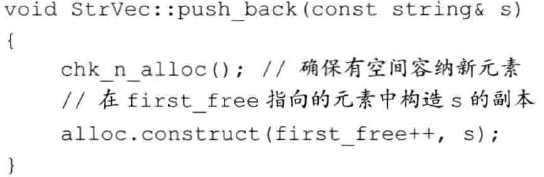 void StrVec::push_back(const string& s)
{
    chk_n_alloc(); // 确保有空间容纳新元素
    // 在 first_free 指向的元素中构造 s 的副本
    alloc.construct(first_free++, s);
}